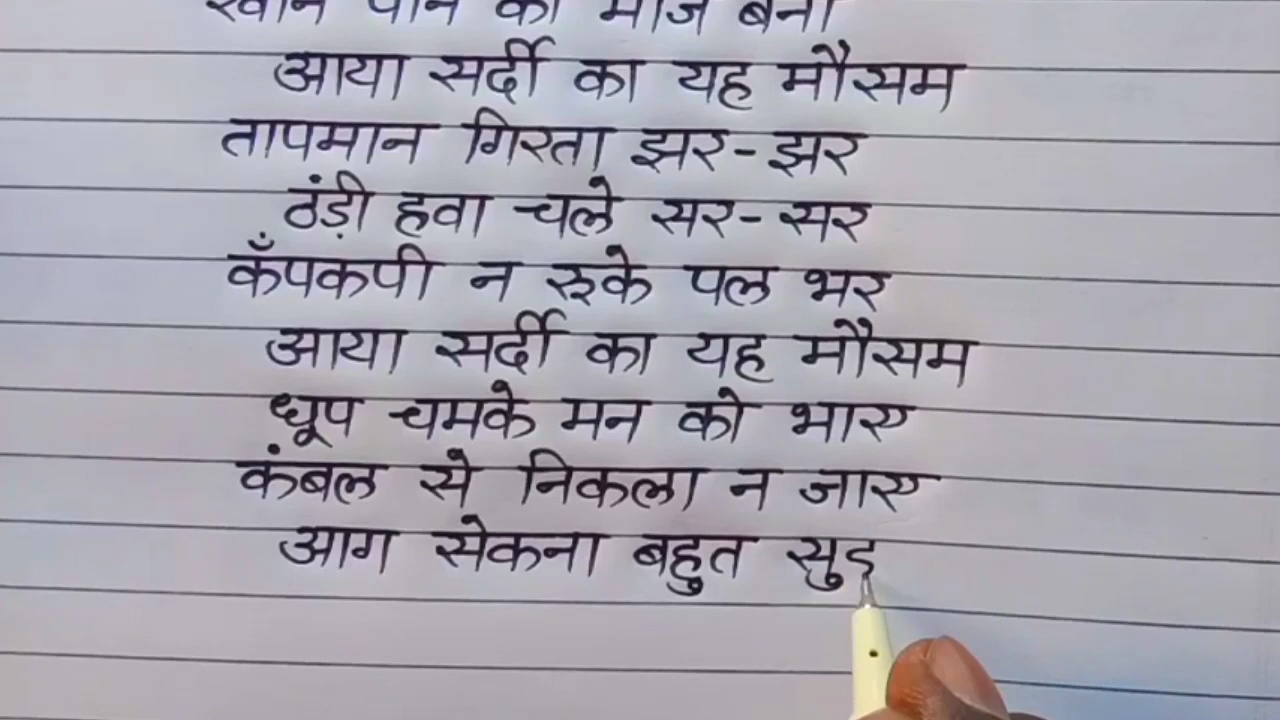 खान पान की मौज बनी
आया सर्दी का यह मौसम
तापमान गिरता झर-झर
ठंड़ी हवा चले सर-सर
कँपकपी न रुके पल भर
आया सर्दी का यह मौसम
धूप चमके मन को भाए
कंबल से निकला न जाए
आग सेकना बहुत